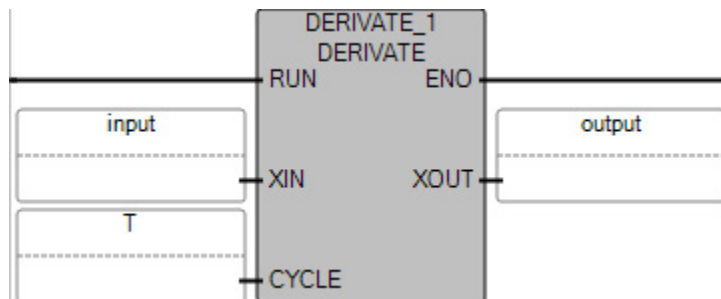 DERIVATE_1
DERIVATE
RUN ENO
input output
XIN XOUT
T
CYCLE